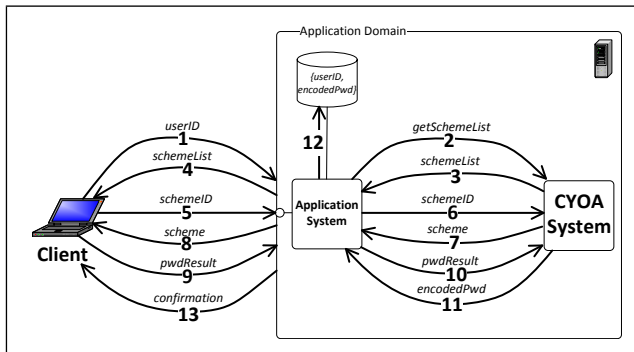 Application Domain
{userID,
encodedPwd}
12
userID
1
schemeList
4
schemeID
5
scheme
8
pwdResult
9
confirmation
13
Client
Application
System
getSchemeList
2
schemeList
3
schemeID
6
scheme
7
pwdResult
10
encodedPwd
11
CYOA
System